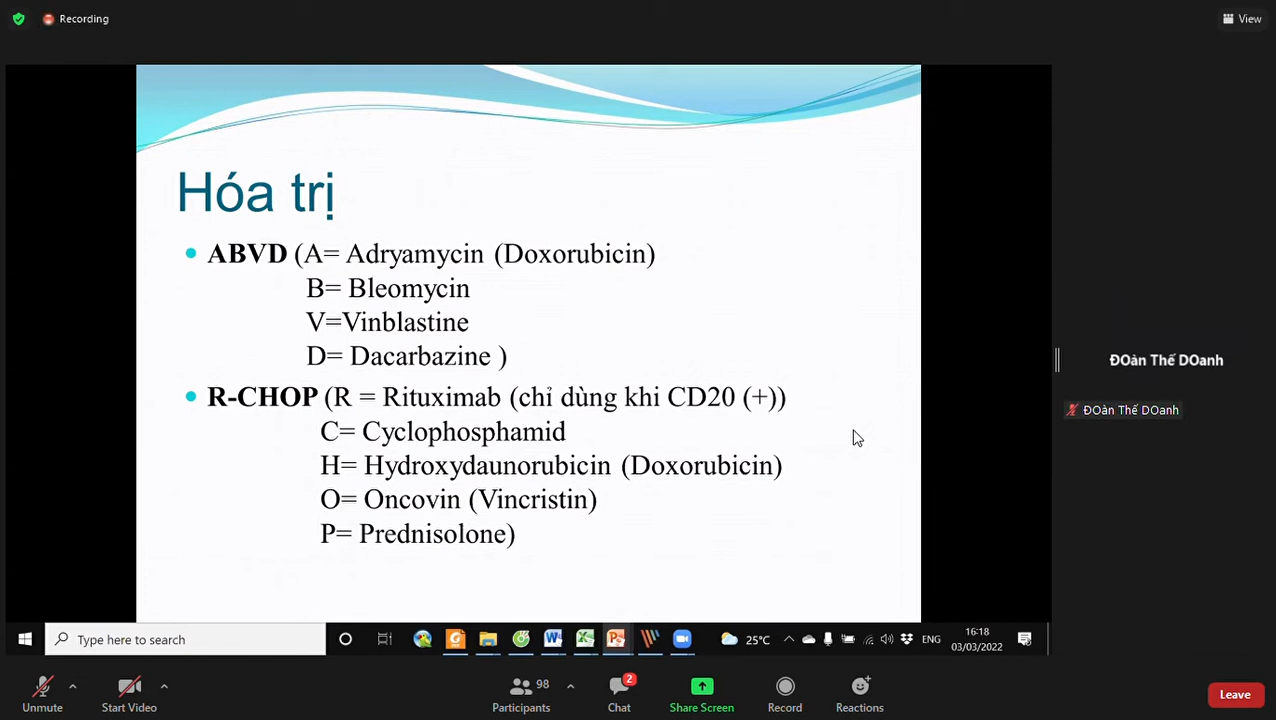 Recording
View
Hóa trị
ABVD (A= Adryamycin (Doxorubicin)
B= Bleomycin
V=Vinblastine
D= Dacarbazine )
R-CHOP (R = Rituximab (chỉ dùng khi CD20 (+))
C= Cyclophosphamid
H= Hydroxydaunorubicin (Doxorubicin)
O= Oncovin (Vincristin)
P= Prednisolone)
ĐOàn Thế DOanh
ĐOàn Thế DOanh
Type here to search
25°C
ENG
16:18
03/03/2022
Unmute
Start Video
98
Participants
2
Chat
Share Screen
Record
Reactions
Leave